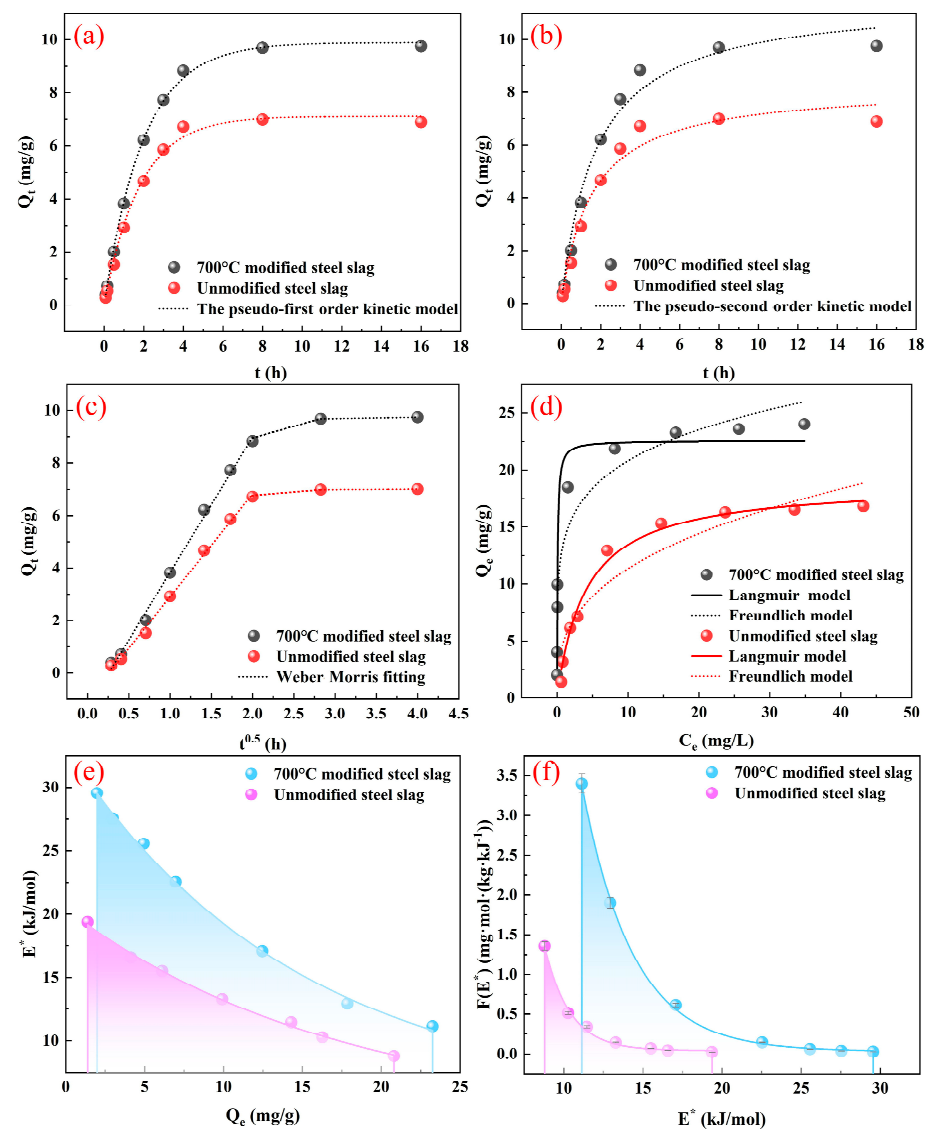 (a)
10
8
6
4
2
0
Qt (mg/g)
700°C modified steel slag
Unmodified steel slag
The pseudo-first order kinetic model
0 2 4 6 8 10 12 14 16 18
t (h)
(b)
10
8
6
4
2
0
Qt (mg/g)
700°C modified steel slag
Unmodified steel slag
The pseudo-second order kinetic model
0 2 4 6 8 10 12 14 16 18
t (h)
(c)
10
8
6
4
2
0
Qt (mg/g)
700°C modified steel slag
Unmodified steel slag
Weber Morris fitting
0.0 0.5 1.0 1.5 2.0 2.5 3.0 3.5 4.0 4.5
t0.5 (h)
(d)
25
20
15
10
5
0
Qe (mg/g)
700°C modified steel slag
Langmuir model
Freundlich model
Unmodified steel slag
Langmuir model
Freundlich model
0 10 20 30 40 50
Ce (mg/L)
(e)
30
25
20
15
10
E* (kJ/mol)
700°C modified steel slag
Unmodified steel slag
0 5 10 15 20 25
Qe (mg/g)
(f)
3.5
3.0
2.5
2.0
1.5
1.0
0.5
0.0
F(E*) (mg·mol·(kg·kJ-1))
700°C modified steel slag
Unmodified steel slag
10 15 20 25 30
E* (kJ/mol)